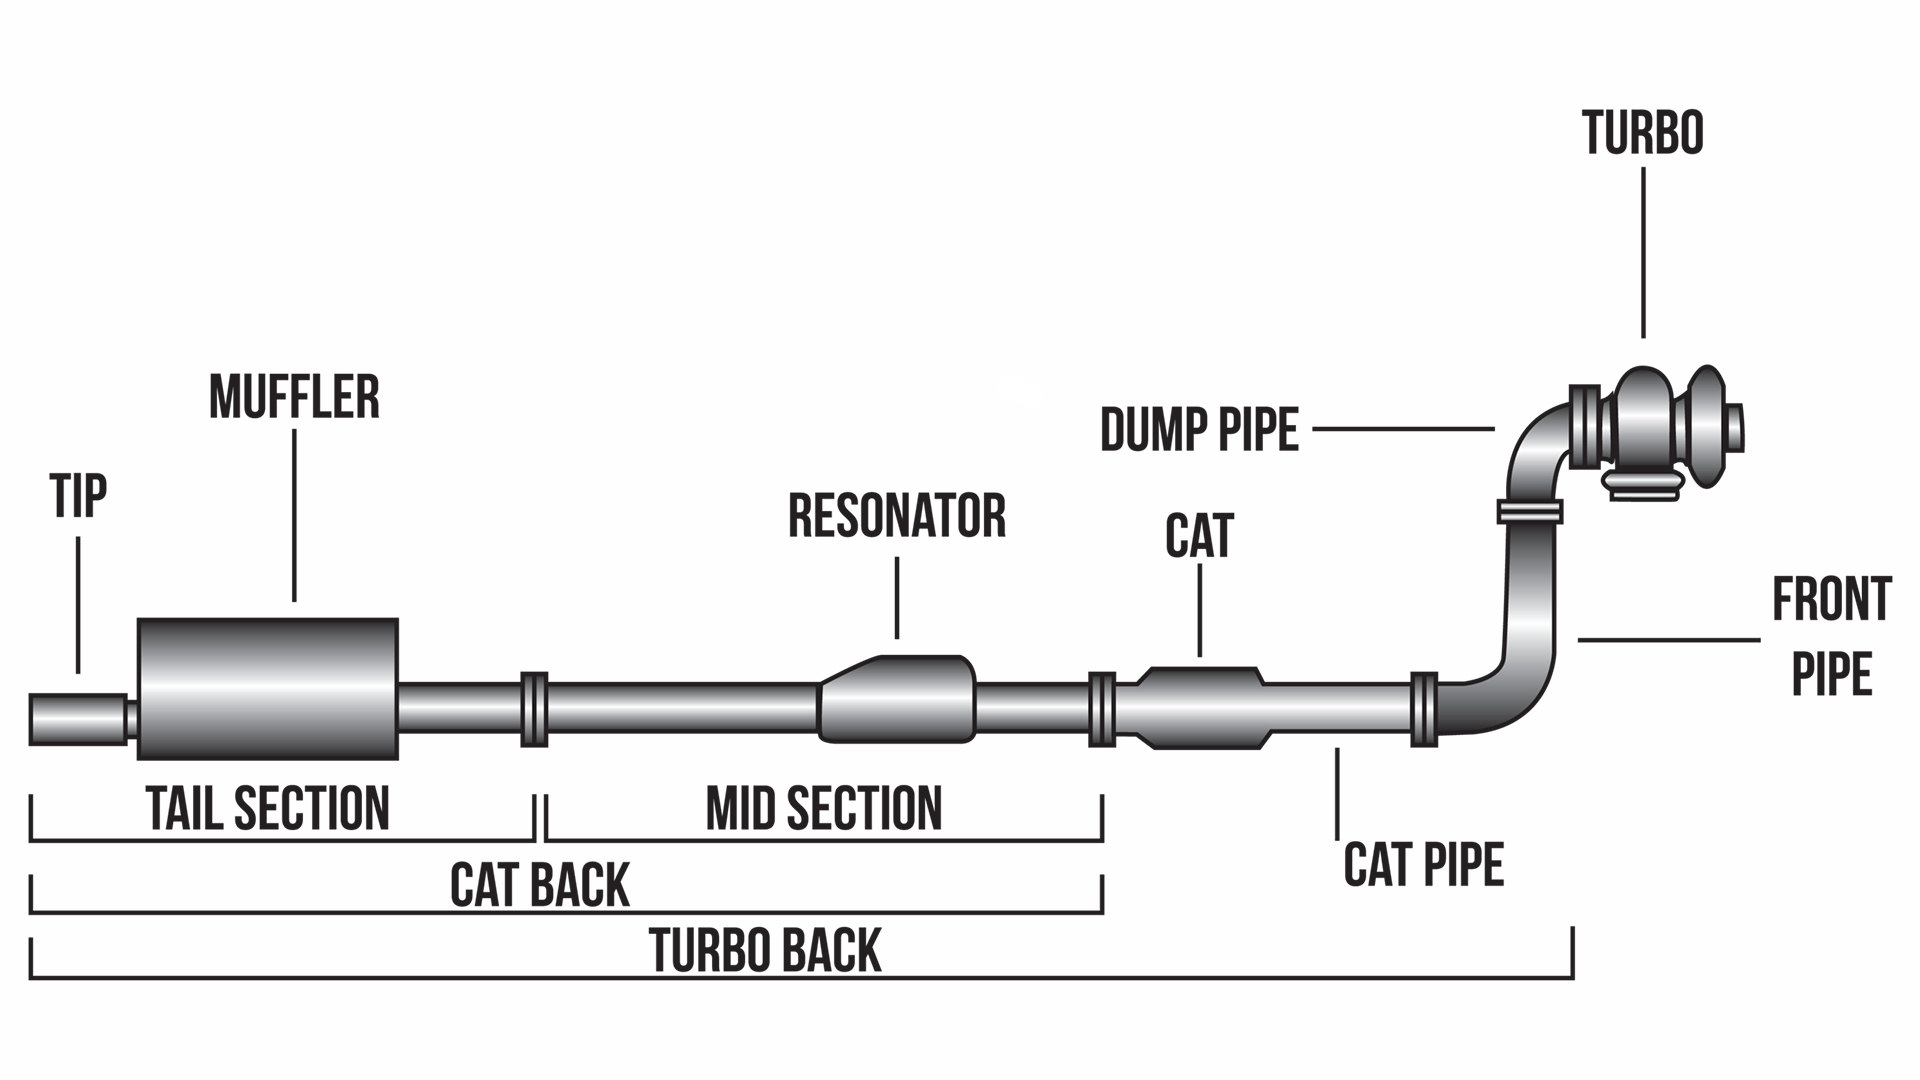 TURBO
MUFFLER
DUMP PIPE
TIP
RESONATOR
CAT
FRONT
PIPE
TAIL SECTION
MID SECTION
CAT PIPE
CAT BACK
TURBO BACK